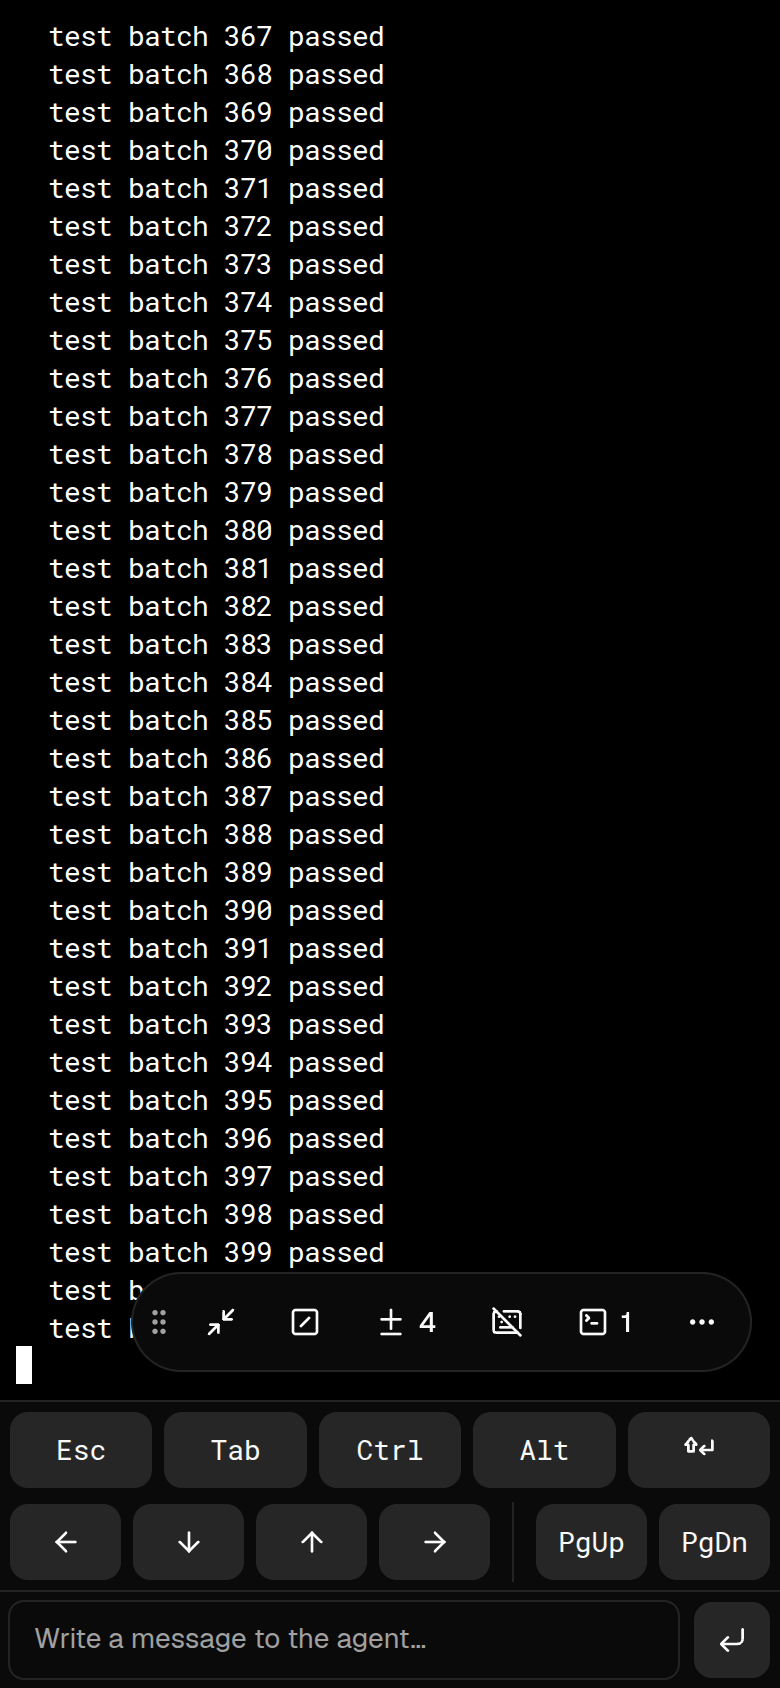 test batch 367 passed
test batch 368 passed
test batch 369 passed
test batch 370 passed
test batch 371 passed
test batch 372 passed
test batch 373 passed
test batch 374 passed
test batch 375 passed
test batch 376 passed
test batch 377 passed
test batch 378 passed
test batch 379 passed
test batch 380 passed
test batch 381 passed
test batch 382 passed
test batch 383 passed
test batch 384 passed
test batch 385 passed
test batch 386 passed
test batch 387 passed
test batch 388 passed
test batch 389 passed
test batch 390 passed
test batch 391 passed
test batch 392 passed
test batch 393 passed
test batch 394 passed
test batch 395 passed
test batch 396 passed
test batch 397 passed
test batch 398 passed
test batch 399 passed
test
test
4 1
Esc Tab Ctrl Alt
PgUp PgDn
Write a message to the agent…